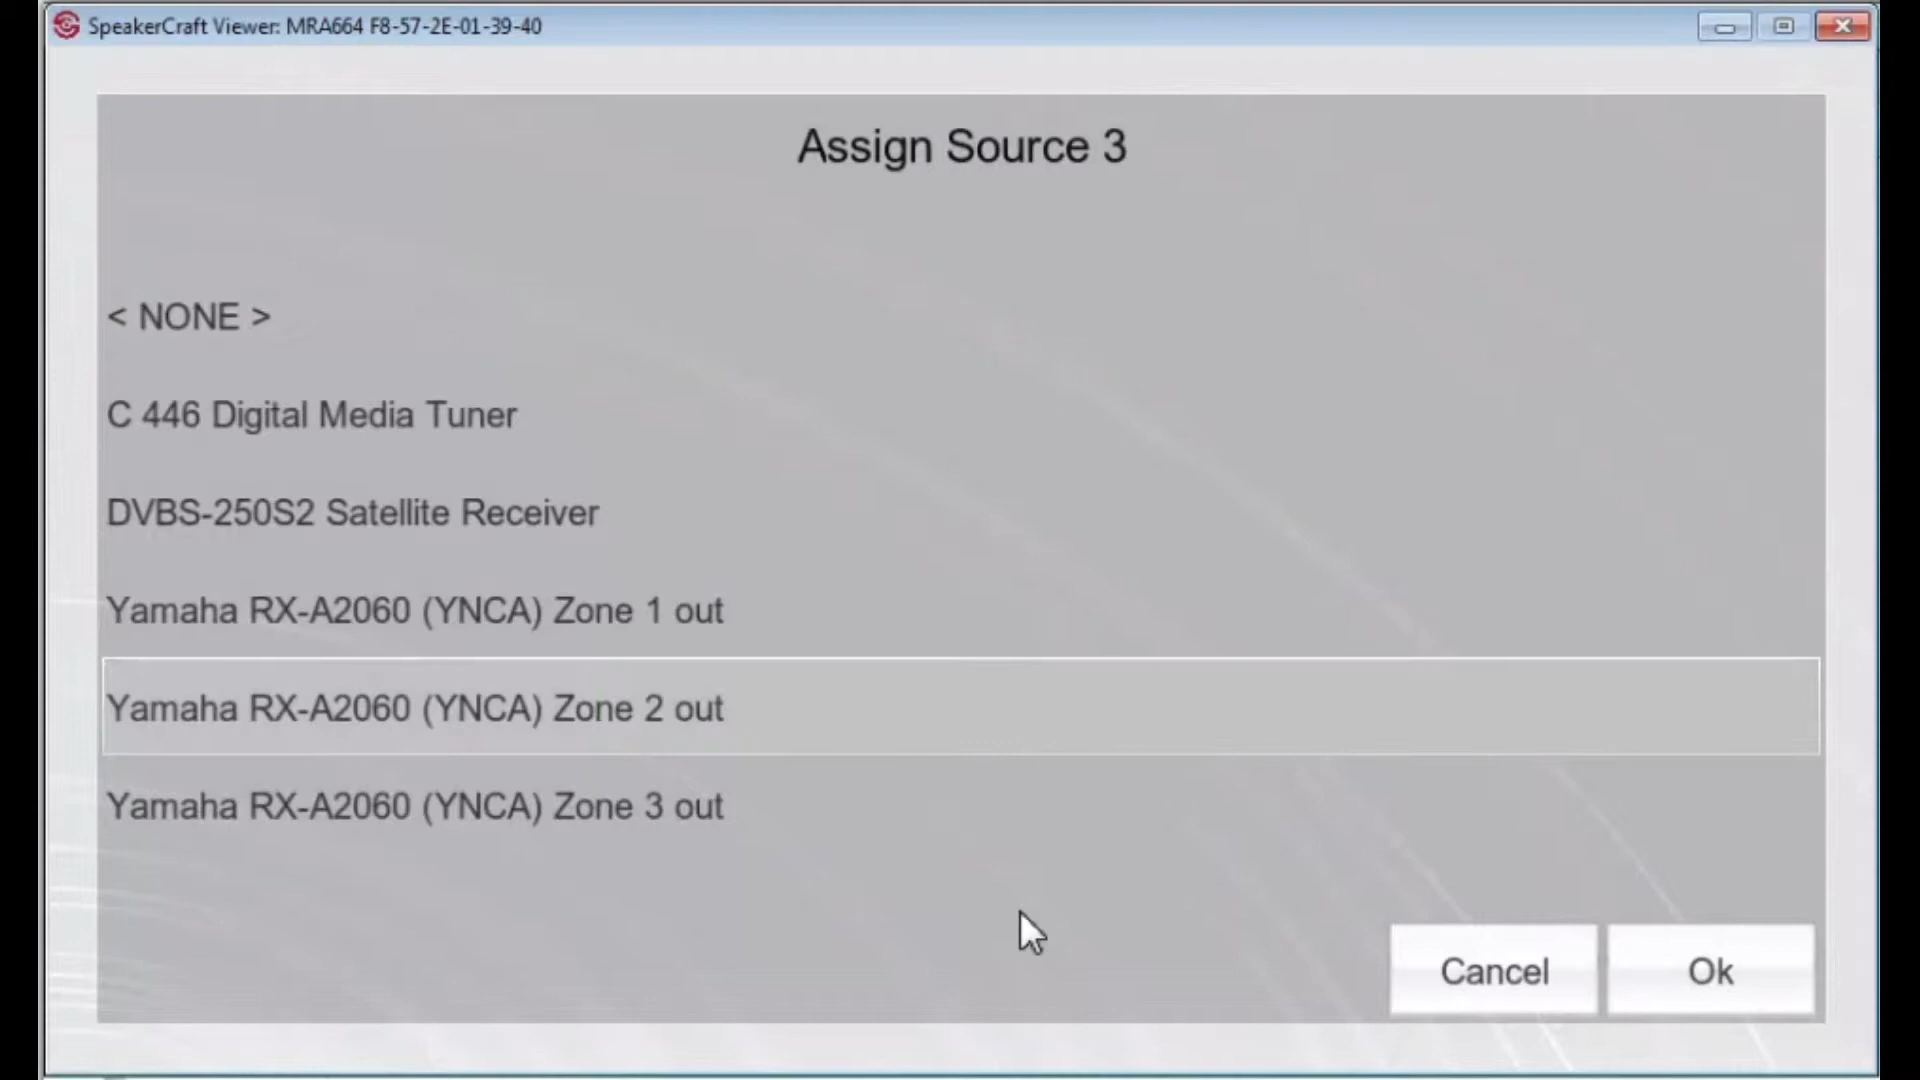 SpeakerCraft Viewer: MRA664 F8-57-2E-01-39-40
Assign Source 3
< NONE >
C 446 Digital Media Tuner
DVBS-250S2 Satellite Receiver
Yamaha RX-A2060 (YNCA) Zone 1 out
Yamaha RX-A2060 (YNCA) Zone 2 out
Yamaha RX-A2060 (YNCA) Zone 3 out
Cancel
Ok